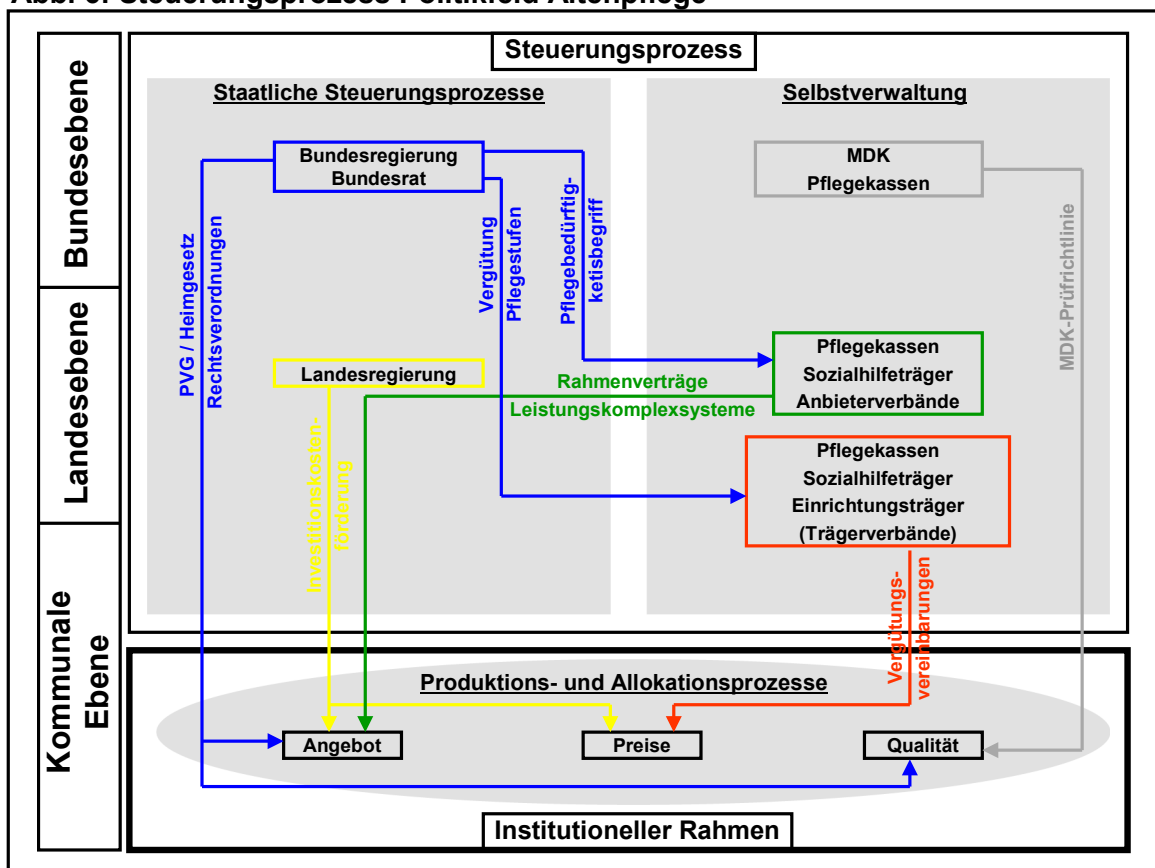 Steuerungsprozess
Bundesebene
Staatliche Steuerungsprozesse
Selbstverwaltung
Bundesregierung
Bundesrat
MDK
Pflegekassen
PVG / Heimgesetz
Rechtsverordnungen
Vergütung
Pflegestufen
Pflegebedürftig-
ketisbegriff
MDK-Prüfrichtlinie
Landesebene
Landesregierung
Rahmenverträge
Leistungskomplexsysteme
Pflegekassen
Sozialhilfeträger
Anbieterverbände
Investitionskosten-
förderung
Pflegekassen
Sozialhilfeträger
Einrichtungsträger
(Trägerverbände)
Vergütungs-
vereinbarungen
Kommunale
Ebene
Produktions- und Allokationsprozesse
Angebot
Preise
Qualität
Institutioneller Rahmen